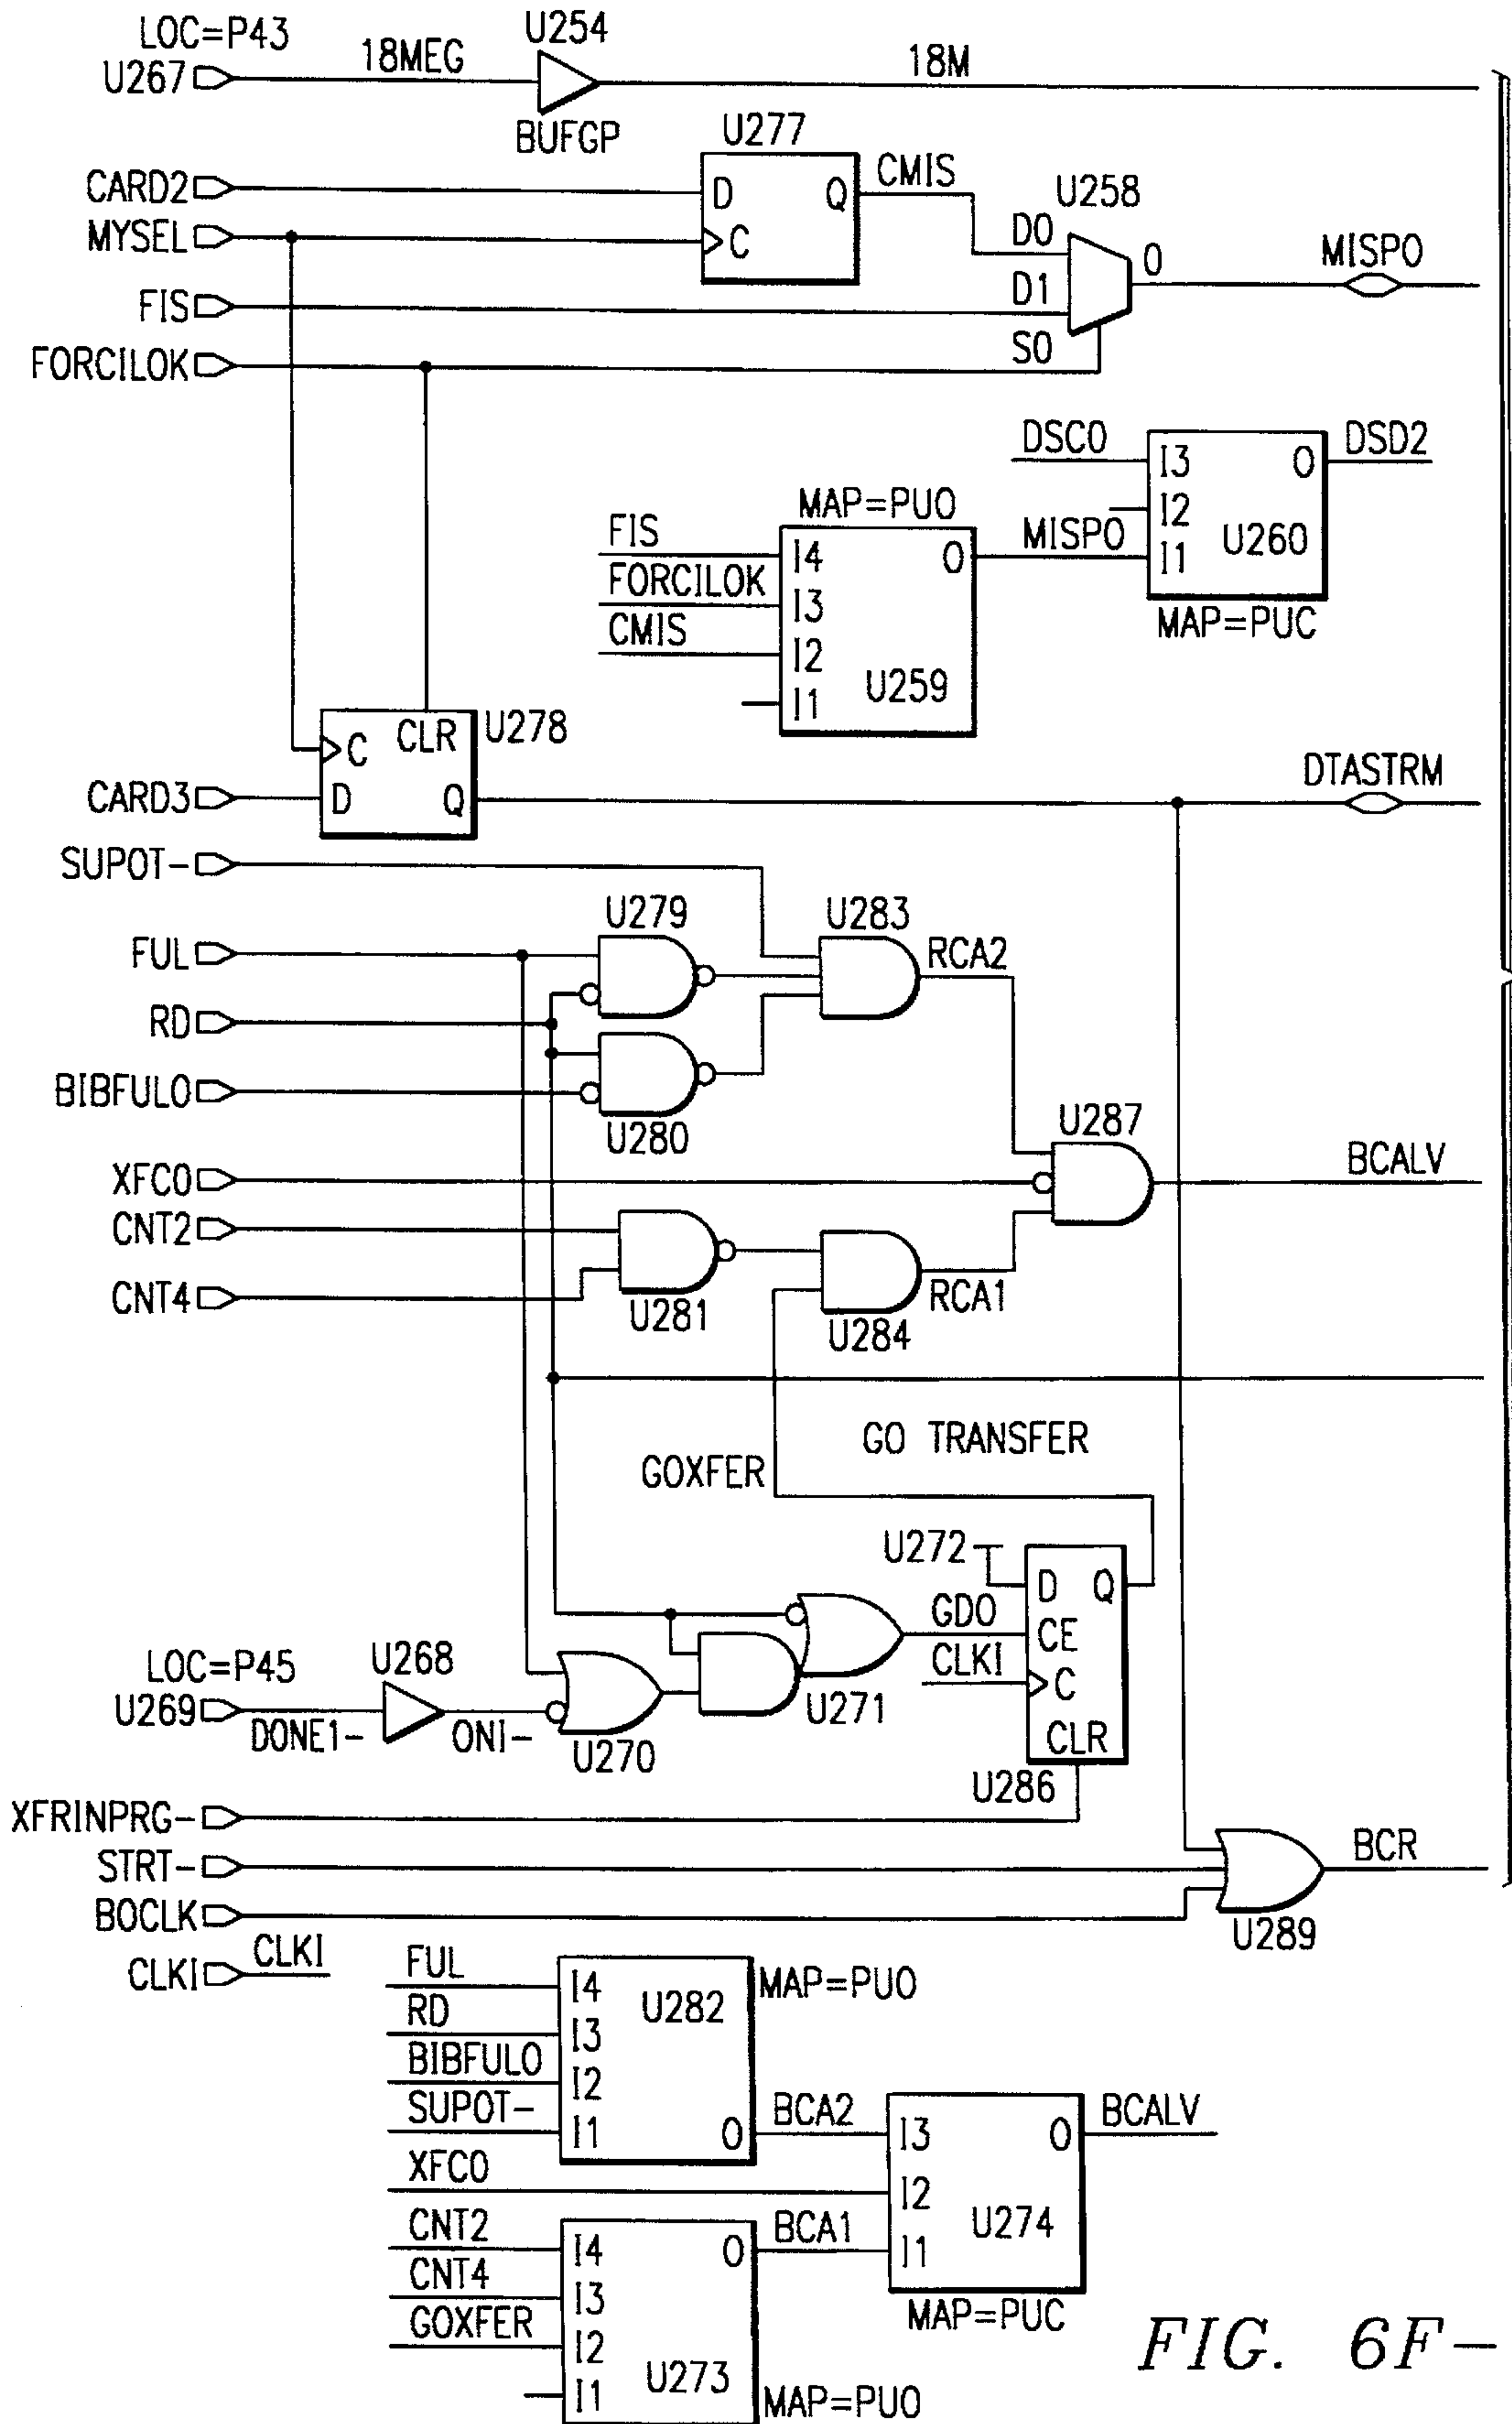 LOC=P43
U267
18MEG
U254
BUFGP
18M
U277
CARD2
D
Q
CMIS
U258
MYSEL
C
D0
FIS
D1
O
MISPO
FORCILOK
S0
DSC0
I3
O
DSD2
I2
MISPO
I1
U260
MAP=PUC
MAP=PUO
FIS
I4
O
FORCILOK
I3
CMIS
I2
I1
U259
CLR
U278
C
CARD3
D
Q
DTASTRM
SUPOT-
U279
U283
FUL
RCA2
RD
BIBFULO
U280
U287
XFCO
BCALV
CNT2
CNT4
U281
RCA1
U284
GO TRANSFER
GOXFER
U272
D
Q
GDO
CE
CLKI
C
CLR
U286
LOC=P45
U269
DONE1-
U268
ONI-
U270
U271
XFRINPRG-
STRT-
BCR
BOCLK
U289
CLKI
CLKI
FUL
I4
U282
MAP=PUO
RD
I3
BIBFULO
I2
SUPOT-
I1
O
BCA2
I3
O
BCALV
XFCO
I2
U274
CNT2
I4
O
BCA1
I1
CNT4
I3
MAP=PUC
GOXFER
I2
U273
I1
MAP=PUO
FIG. 6F-